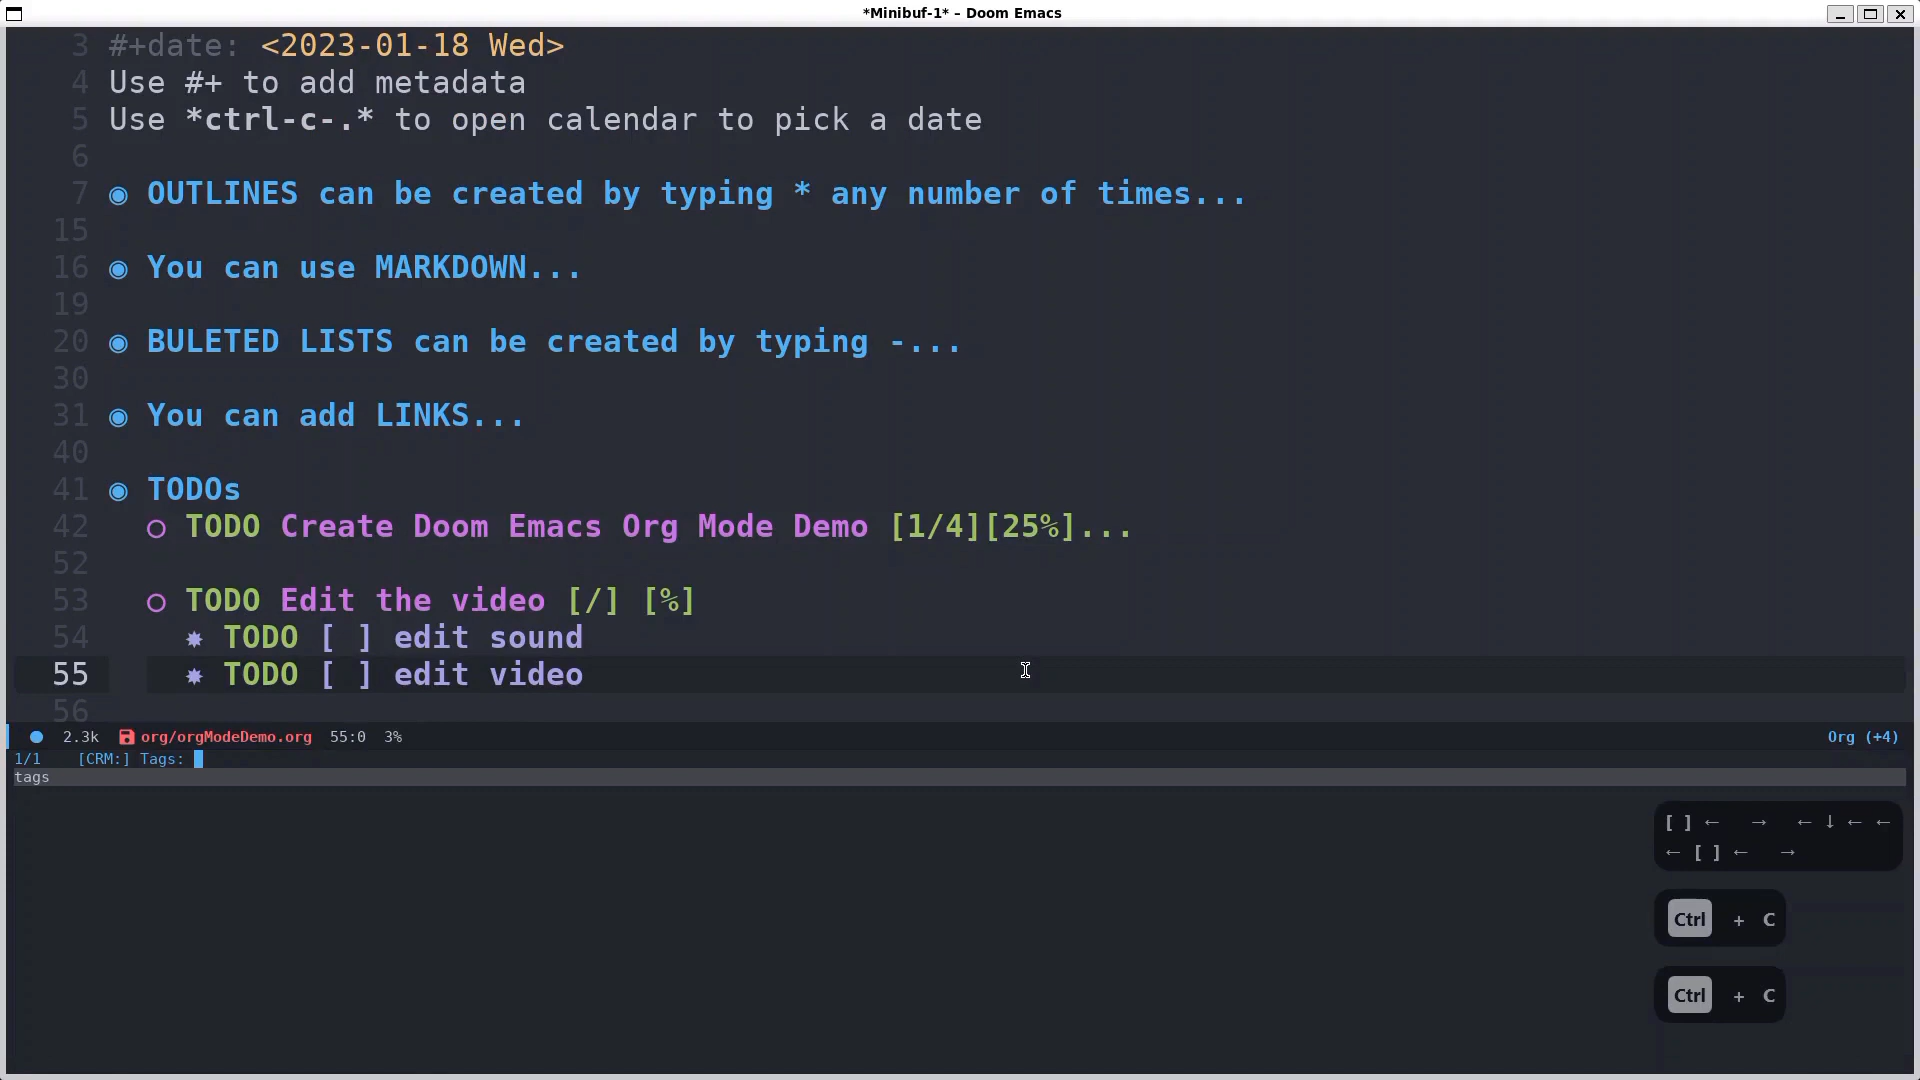 *Minibuf-1* – Doom Emacs
3 #+date: <2023-01-18 Wed>
4 Use #+ to add metadata
5 Use *ctrl-c-.* to open calendar to pick a date
6
7 ◉ OUTLINES can be created by typing * any number of times...
15
16 ◉ You can use MARKDOWN...
19
20 ◉ BULETED LISTS can be created by typing -...
30
31 ◉ You can add LINKS...
40
41 ◉ TODOs
42 ○ TODO Create Doom Emacs Org Mode Demo [1/4][25%]...
52
53 ○ TODO Edit the video [/] [%]
54 ✸ TODO [ ] edit sound
55 ✸ TODO [ ] edit video
56
2.3k org/orgModeDemo.org 55:0 3% Org (+4)
1/1 [CRM:] Tags:
tags
[ ] ← → ← ↓ ← ←
← [ ] ← →
Ctrl + C
Ctrl + C